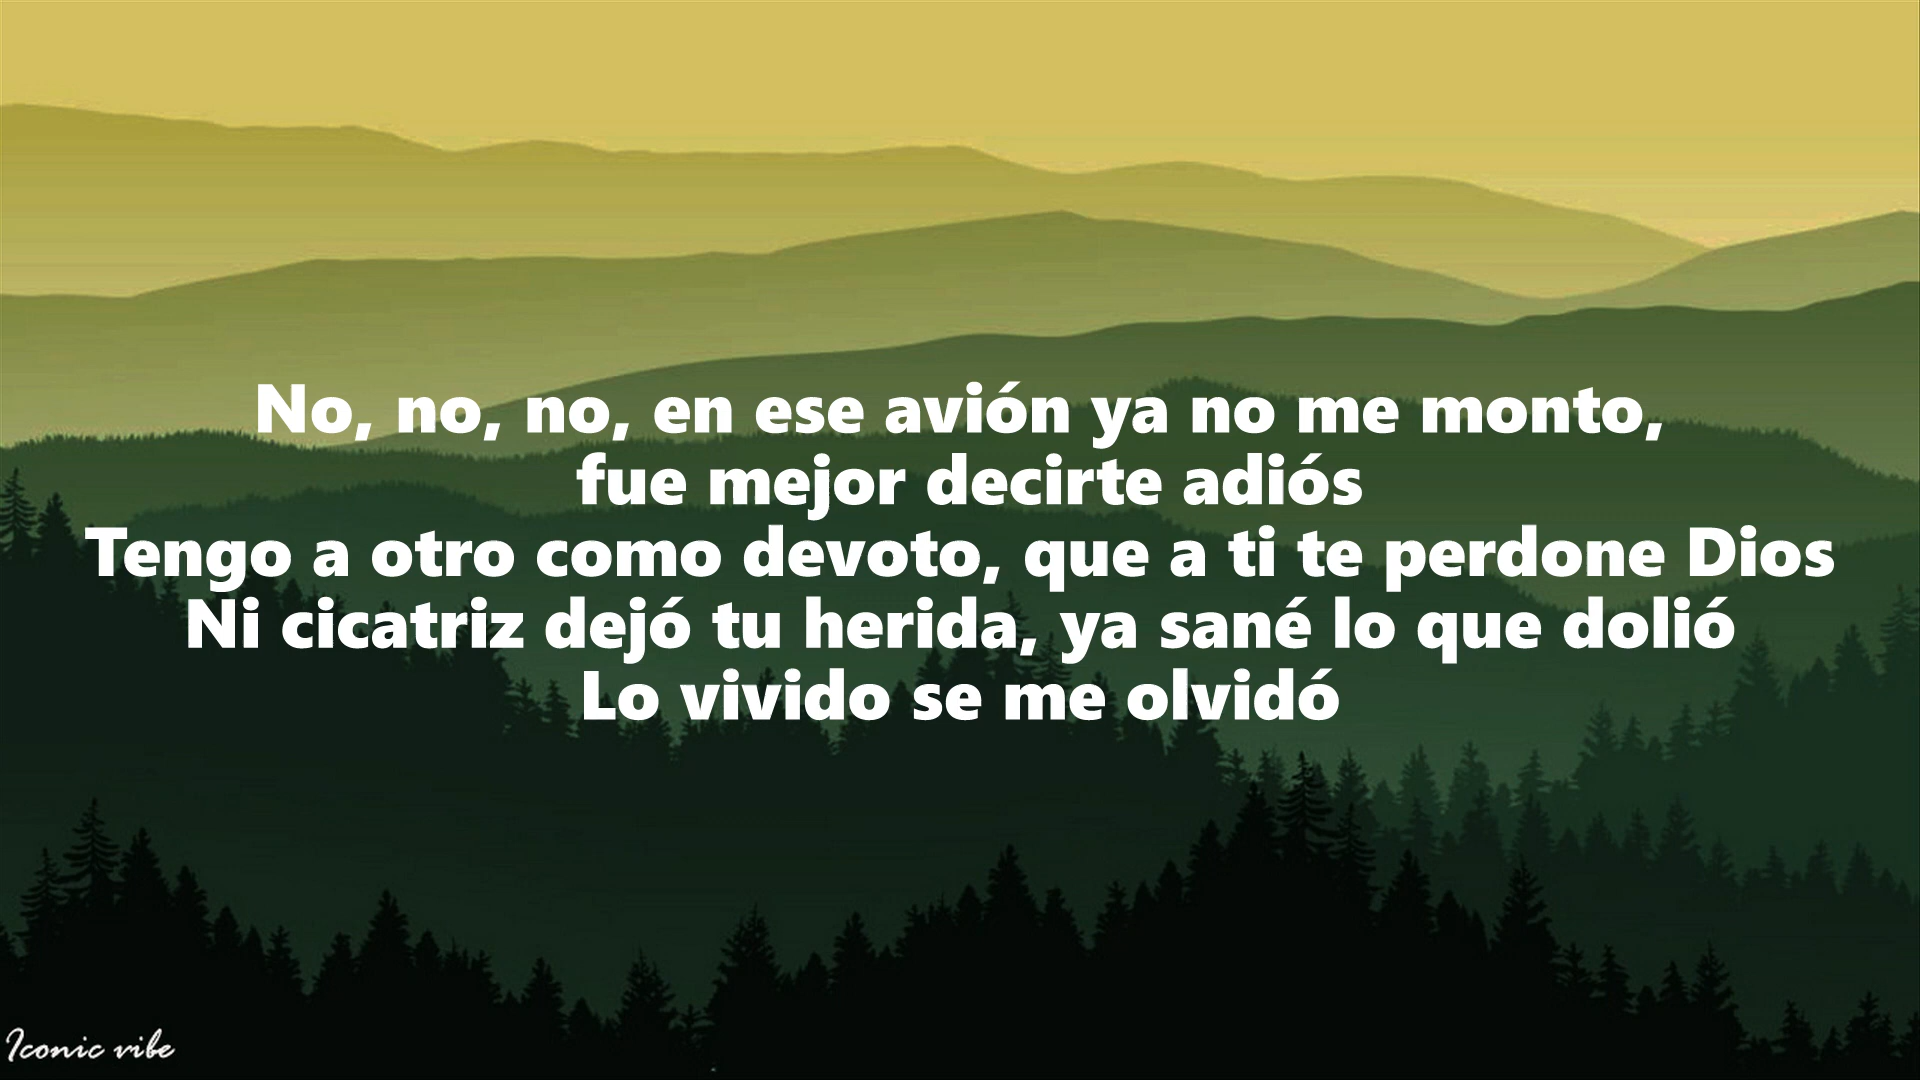 No, no, no, en ese avión ya no me monto,
fue mejor decirte adiós
Tengo a otro como devoto, que a ti te perdone Dios
Ni cicatriz dejó tu herida, ya sané lo que dolió
Lo vivido se me olvidó
Iconic vibe